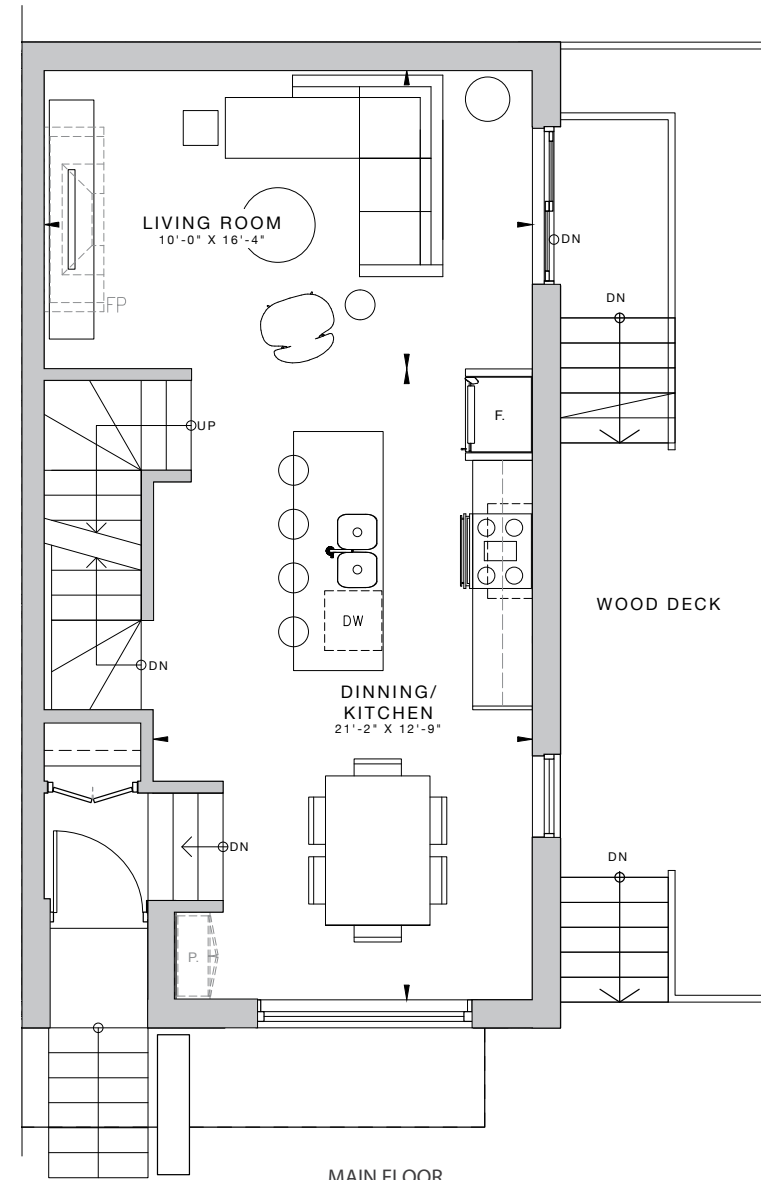 LIVING ROOM
10'-0" X 16'-4"
DN
DN
FP
F.
UP
WOOD DECK
DW
DN
DINNING/
KITCHEN
21'-2" X 12'-9"
DN
DN
P.
MAIN FLOOR